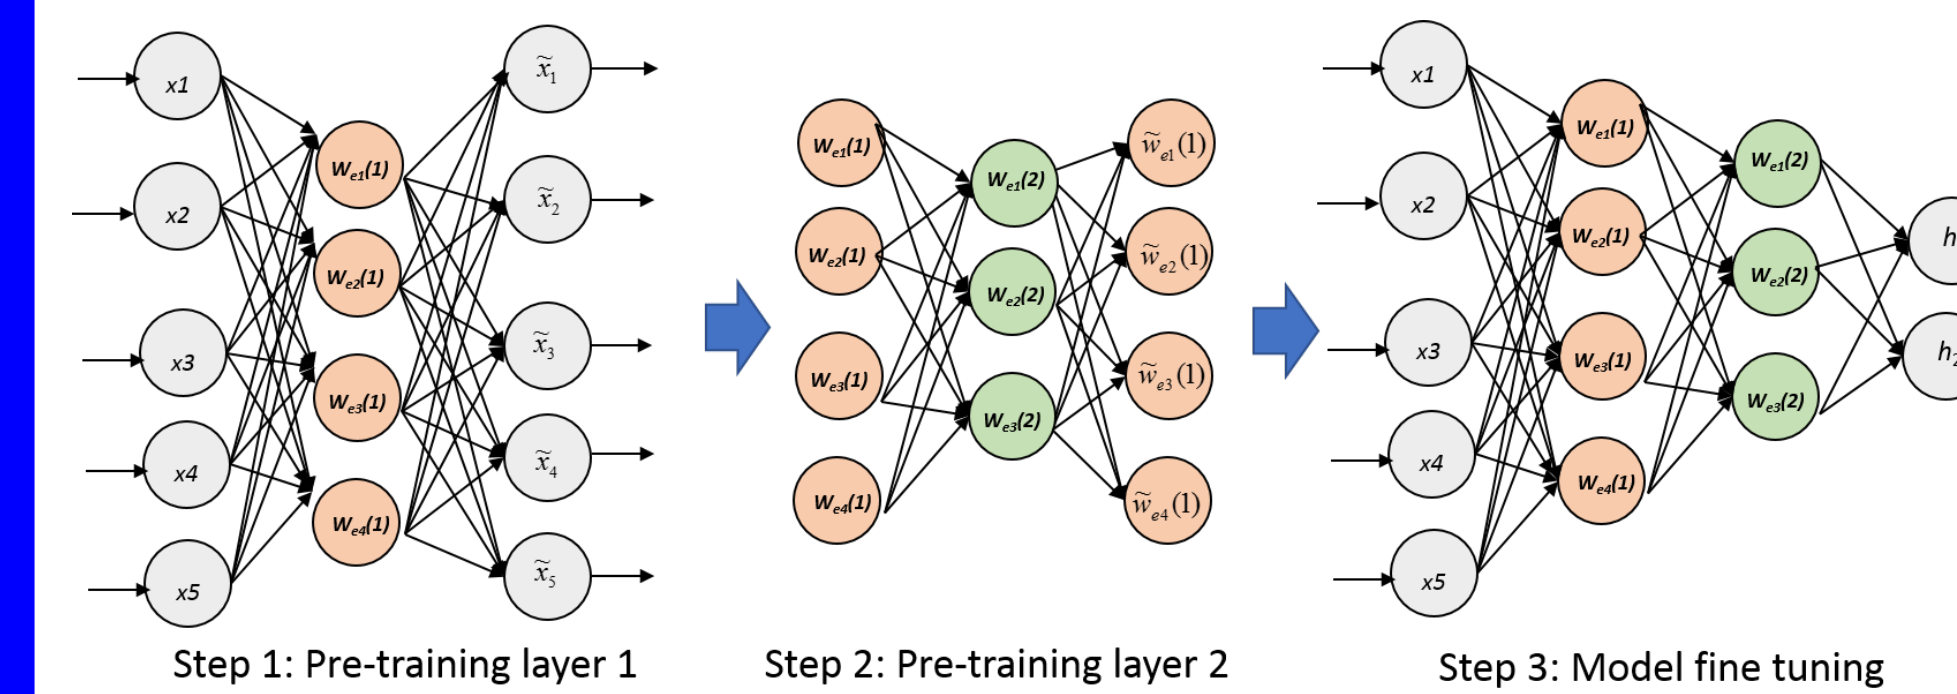 x1
x2
x3
x4
x5
We1(1)
We2(1)
We3(1)
We4(1)
x̃1
x̃2
x̃3
x̃4
x̃5
Step 1: Pre-training layer 1
We1(1)
We2(1)
We3(1)
We4(1)
We1(2)
We2(2)
We3(2)
w̃e1(1)
w̃e2(1)
w̃e3(1)
w̃e4(1)
Step 2: Pre-training layer 2
x1
x2
x3
x4
x5
We1(1)
We2(1)
We3(1)
We4(1)
We1(2)
We2(2)
We3(2)
h
h2
Step 3: Model fine tuning